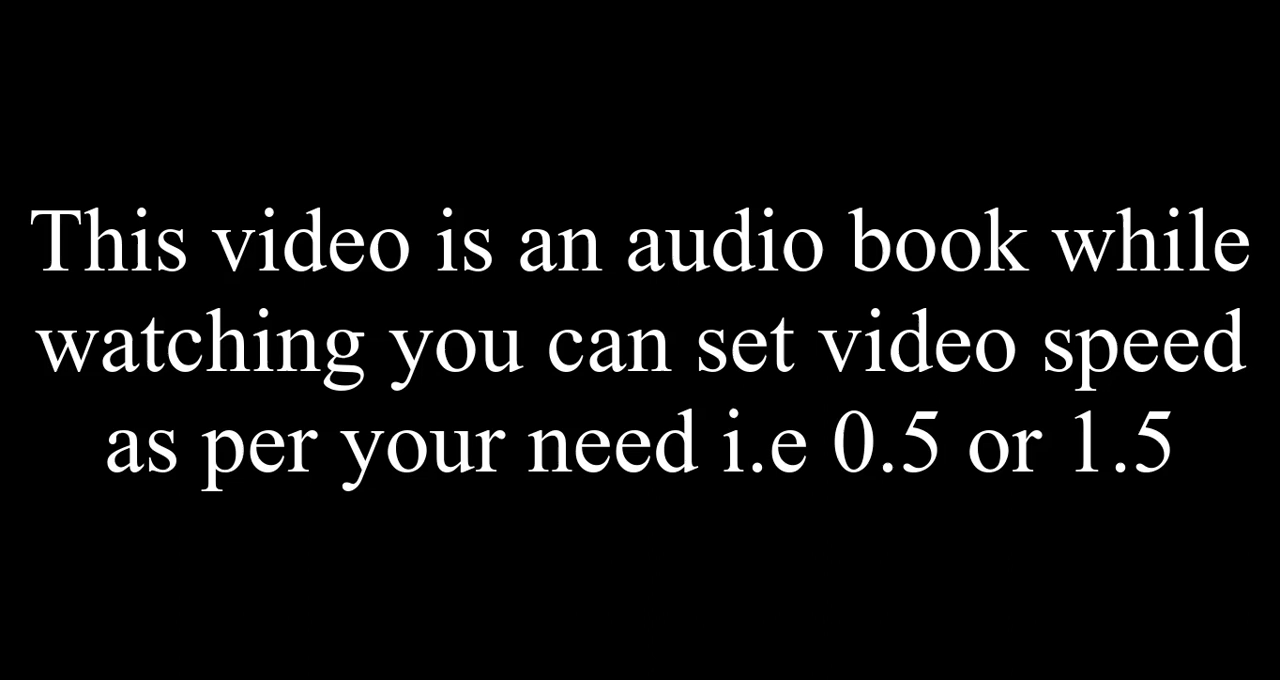 This video is an audio book while
watching you can set video speed
as per your need i.e 0.5 or 1.5